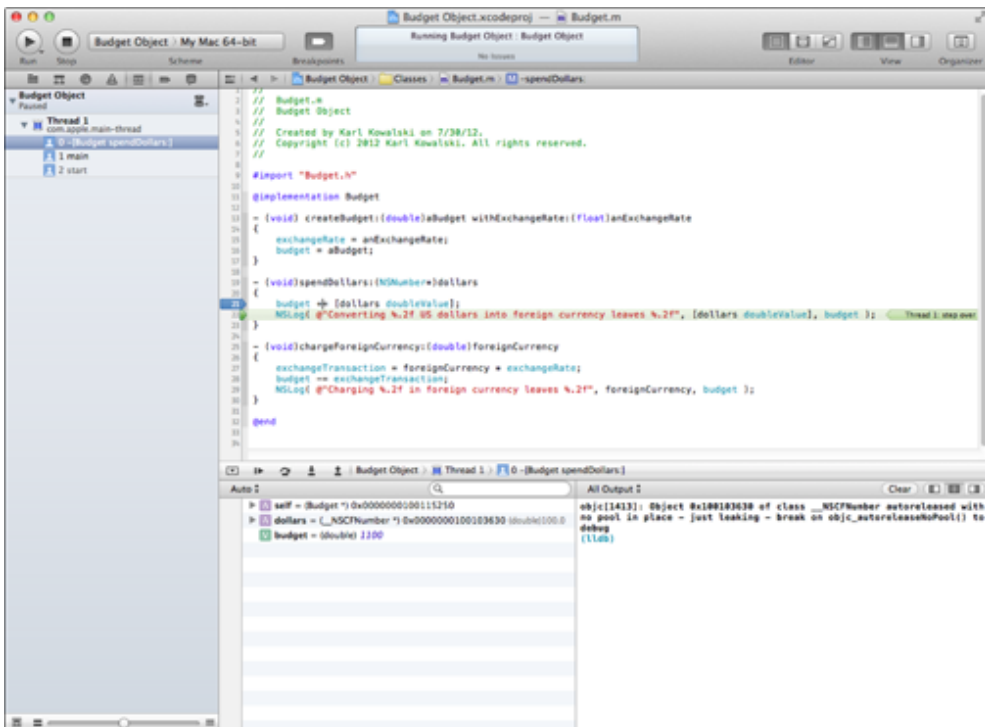 Budget Object.xcodeproj — Budget.m
Running Budget Object : Budget Object
No Issues
Budget Object My Mac 64-bit
Run Stop Scheme Breakpoints Editor View Organizer
Budget Object Classes Budget.m -spendDollars:
Budget Object
Paused
Thread 1
com.apple.main-thread
0 -[Budget spendDollars:]
1 main
2 start
//
// Budget.m
// Budget Object
//
// Created by Karl Kowalski on 7/30/12.
// Copyright (c) 2012 Karl Kowalski. All rights reserved.
//
#import "Budget.h"
@implementation Budget
- (void) createBudget:(double)aBudget withExchangeRate:(float)anExchangeRate
{
exchangeRate = anExchangeRate;
budget = aBudget;
}
- (void)spendDollars:(NSNumber*)dollars
{
budget [dollars doubleValue];
NSLog( @"Converting %.2f US dollars into foreign currency leaves %.2f", [dollars doubleValue], budget ); Thread 1: step over
}
- (void)chargeForeignCurrency:(double)foreignCurrency
{
exchangeTransaction = foreignCurrency * exchangeRate;
budget -= exchangeTransaction;
NSLog( @"Charging %.2f in foreign currency leaves %.2f", foreignCurrency, budget );
}
@end
Budget Object Thread 1 0 -[Budget spendDollars:]
Auto
All Output Clear
self = (Budget *) 0x0000000100115250
dollars = (__NSCFNumber *) 0x0000000100103630 (double)100.0
budget = (double) 1100
objc[1413]: Object 0x100103630 of class __NSCFNumber autoreleased with
no pool in place - just leaking - break on objc_autoreleaseNoPool() to
debug
(lldb)